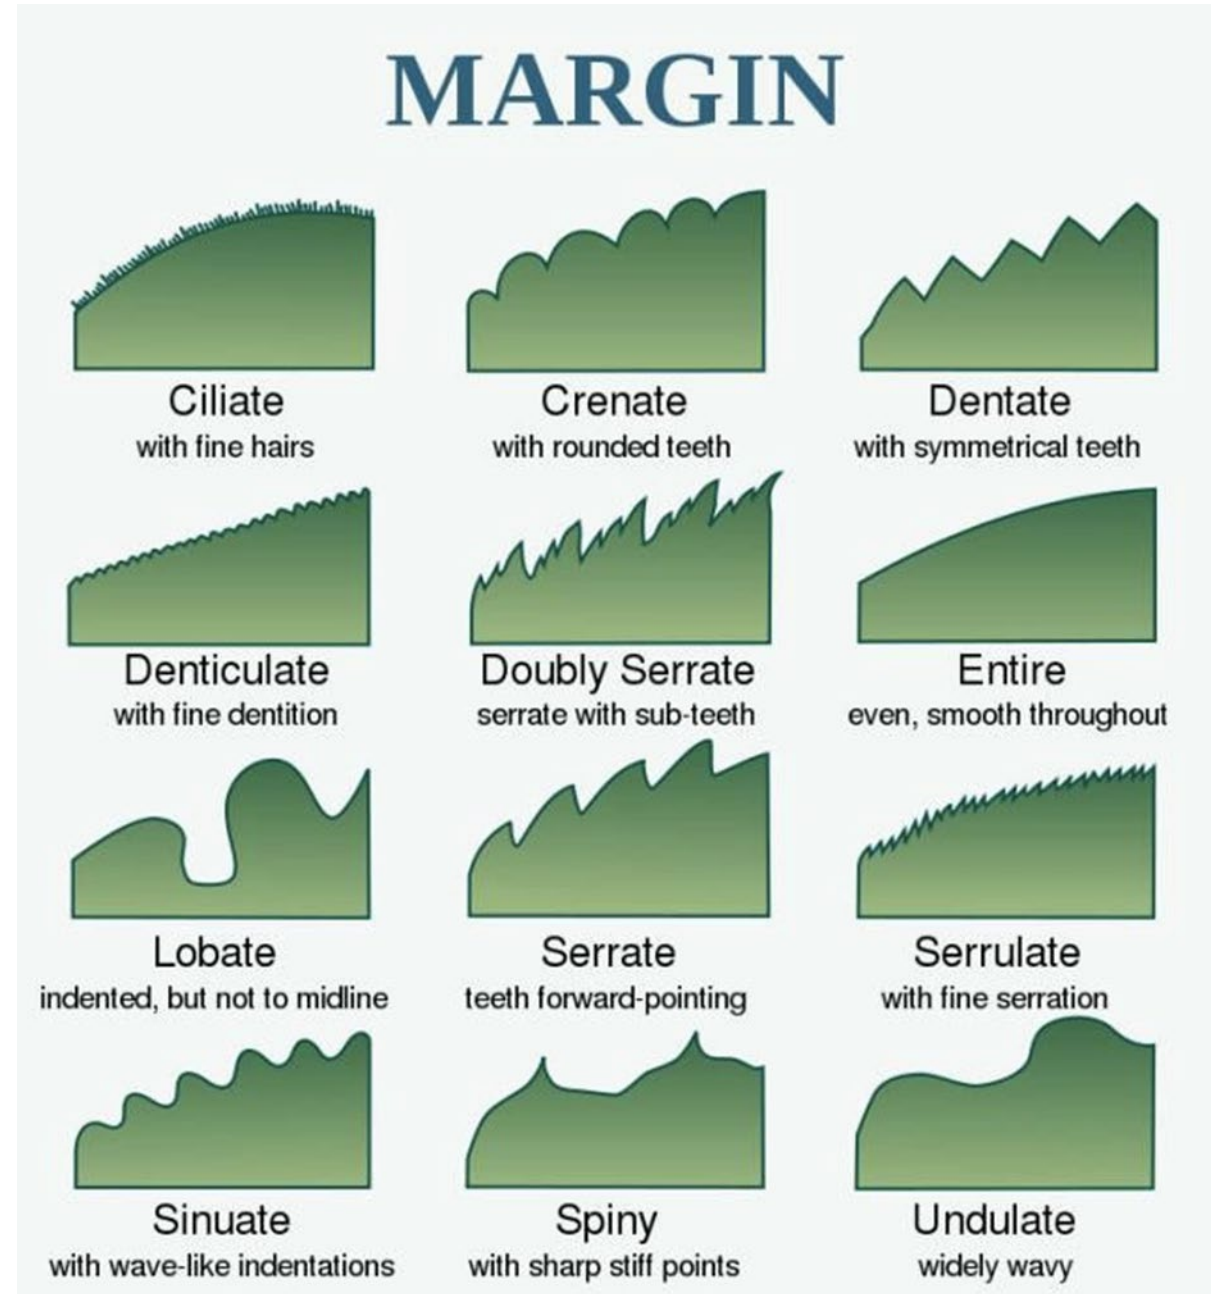 MARGIN
Ciliate
with fine hairs
Crenate
with rounded teeth
Dentate
with symmetrical teeth
Denticulate
with fine dentition
Doubly Serrate
serrate with sub-teeth
Entire
even, smooth throughout
Lobate
indented, but not to midline
Serrate
teeth forward-pointing
Serrulate
with fine serration
Sinuate
with wave-like indentations
Spiny
with sharp stiff points
Undulate
widely wavy